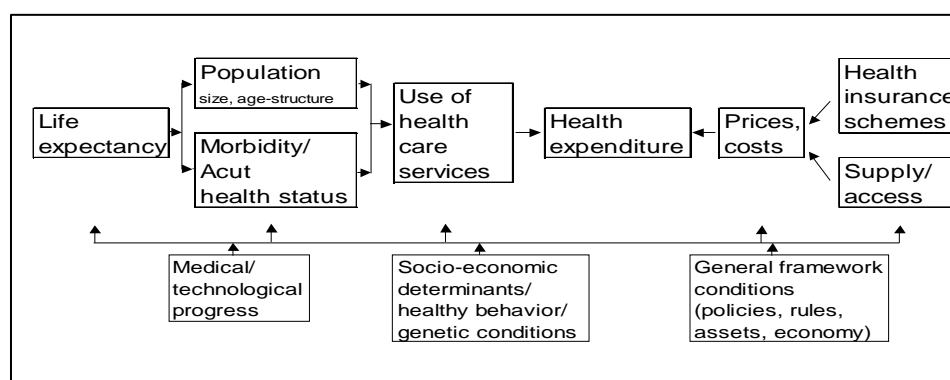 Population
size, age-structure
Life
expectancy
Morbidity/
Acut
health status
Use of
health
care
services
Health
expenditure
Prices,
costs
Health
insurance
schemes
Supply/
access
Medical/
technological
progress
Socio-economic
determinants/
healthy behavior/
genetic conditions
General framework
conditions
(policies, rules,
assets, economy)